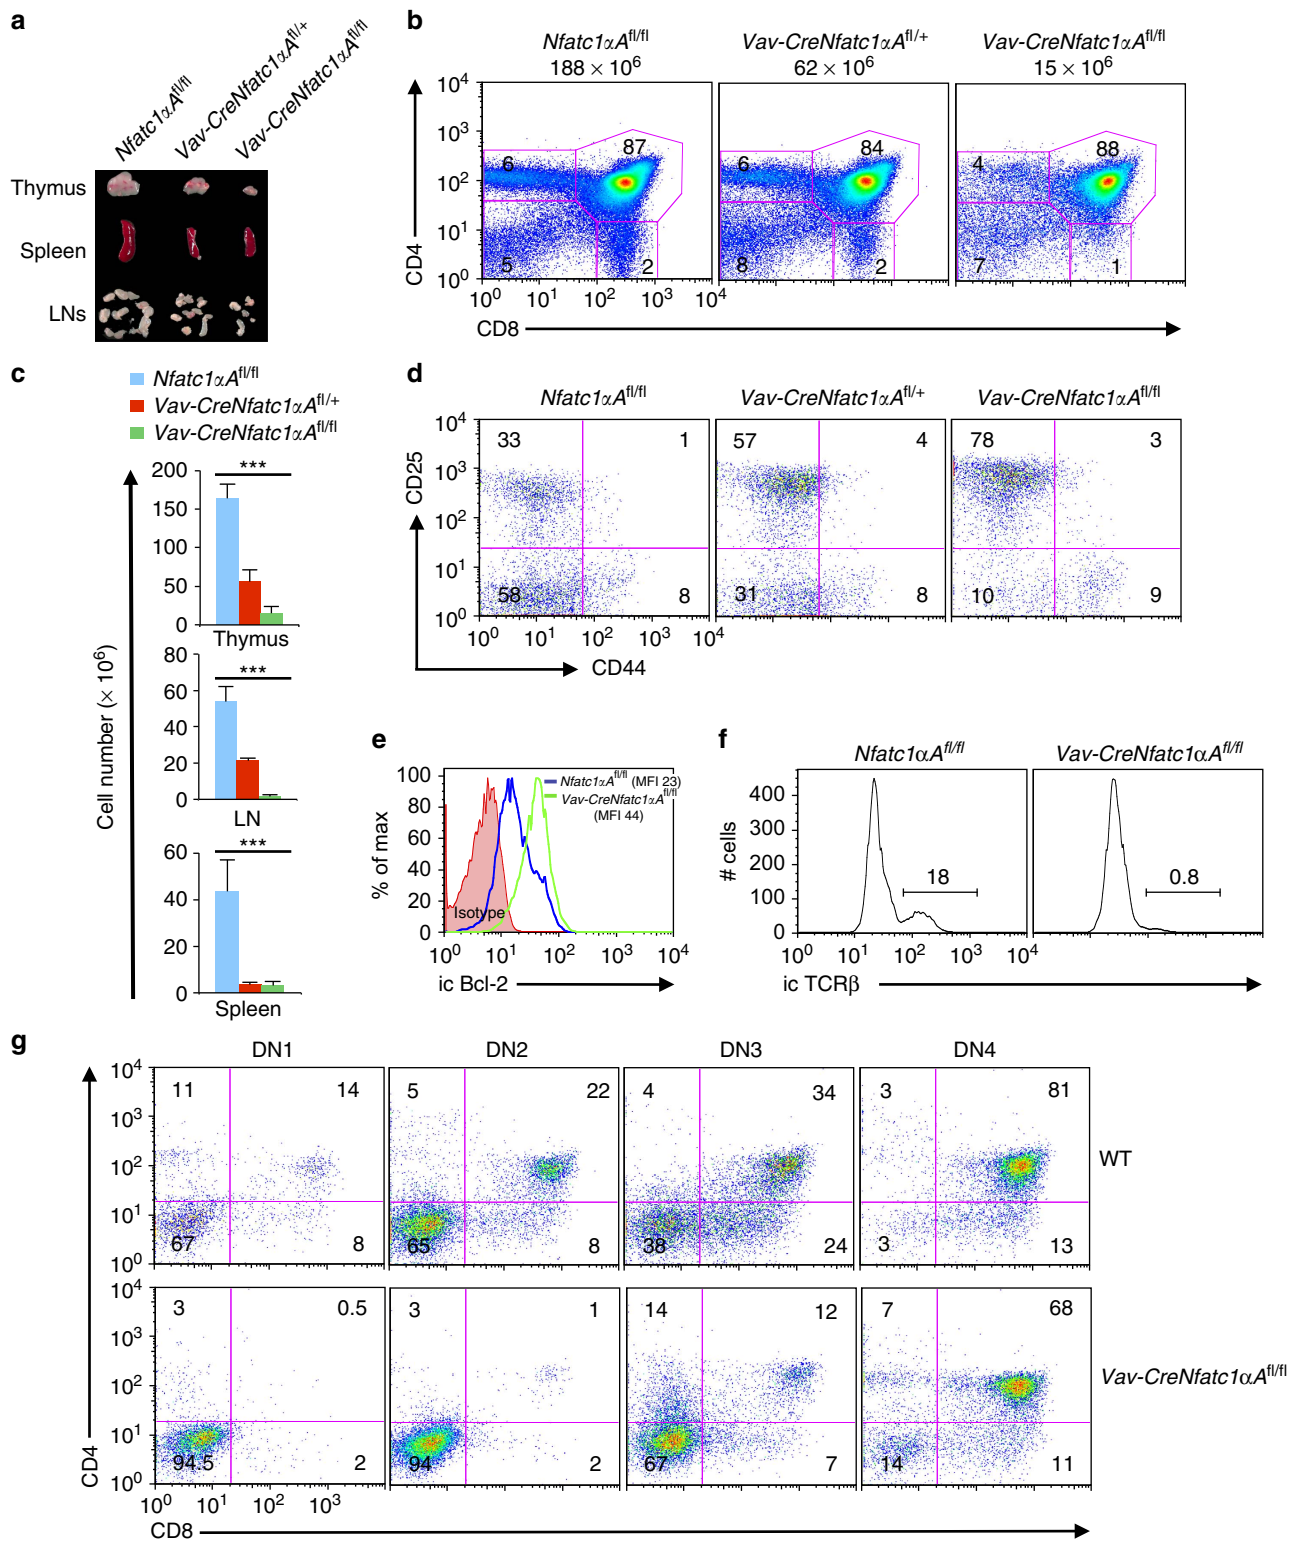 a
Nfatc1αA^fl/fl
Vav-CreNfatc1αA^fl/+
Vav-CreNfatc1αA^fl/fl
Thymus
Spleen
LNs
b
Nfatc1αA^fl/fl Vav-CreNfatc1αA^fl/+ Vav-CreNfatc1αA^fl/fl
188 × 10^6 62 × 10^6 15 × 10^6
CD4
10^4
10^3
10^2
10^1
10^0
87
6
5
2
84
6
8
2
88
4
7
1
10^0 10^1 10^2 10^3 10^4
CD8
c
Nfatc1αA^fl/fl
Vav-CreNfatc1αA^fl/+
Vav-CreNfatc1αA^fl/fl
Cell number (× 10^6)
***
200
150
100
50
0
Thymus
***
80
60
40
20
0
LN
***
60
40
20
0
Spleen
d
Nfatc1αA^fl/fl Vav-CreNfatc1αA^fl/+ Vav-CreNfatc1αA^fl/fl
CD25
10^4
10^3
10^2
10^1
10^0
33 1
58 8
57 4
31 8
78 3
10 9
10^0 10^1 10^2 10^3 10^4
CD44
e
% of max
100
80
60
40
20
0
Nfatc1αA^fl/fl (MFI 23)
Vav-CreNfatc1αA^fl/fl
(MFI 44)
Isotype
10^0 10^1 10^2 10^3 10^4
ic Bcl-2
f
Nfatc1αA^fl/fl Vav-CreNfatc1αA^fl/fl
# cells
400
300
200
100
0
18
0.8
10^0 10^1 10^2 10^3 10^4
ic TCRβ
g
DN1 DN2 DN3 DN4
CD4
10^4
10^3
10^2
10^1
10^0
11 14
67 8
5 22
65 8
4 34
38 24
3 81
3 13
WT
10^4
10^3
10^2
10^1
10^0
3 0.5
94.5 2
3 1
94 2
14 12
67 7
7 68
14 11
Vav-CreNfatc1αA^fl/fl
10^0 10^1 10^2 10^3
CD8